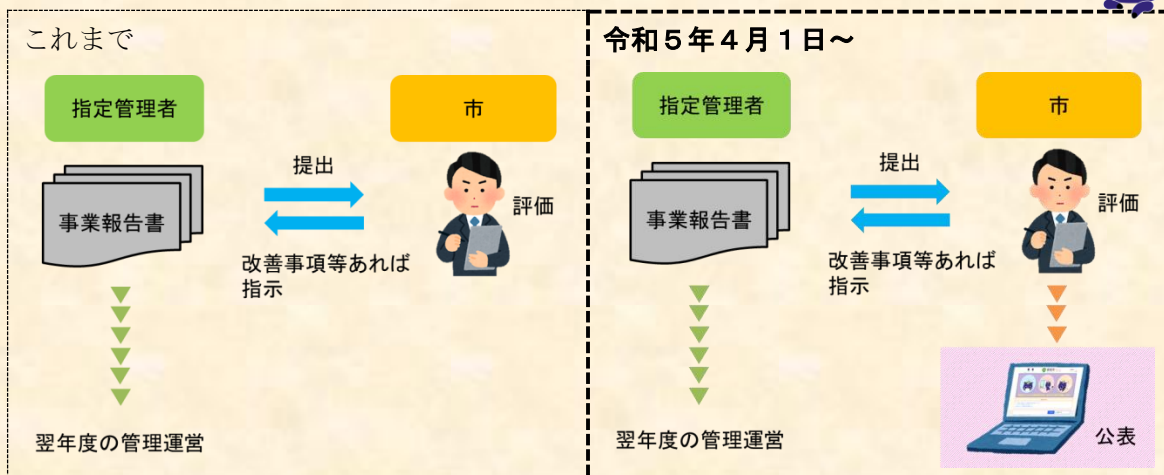 これまで
指定管理者
市
提出
事業報告書
評価
改善事項等あれば
指示
翌年度の管理運営
令和５年４月１日～
指定管理者
市
提出
事業報告書
評価
改善事項等あれば
指示
翌年度の管理運営
公表